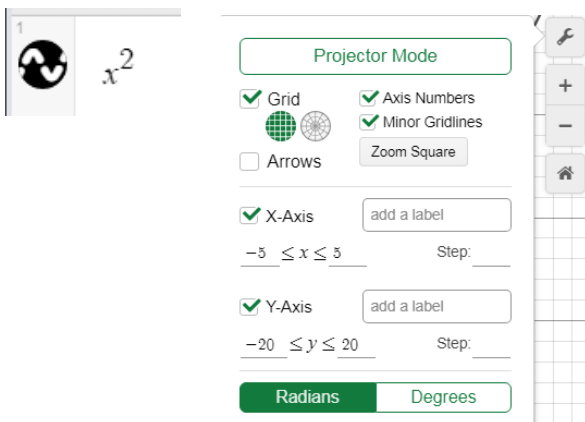 1
x²
Projector Mode
Grid
Axis Numbers
Minor Gridlines
Arrows
Zoom Square
X-Axis
add a label
−5 ≤ x ≤ 5
Step:
Y-Axis
add a label
−20 ≤ y ≤ 20
Step:
Radians
Degrees
+
−